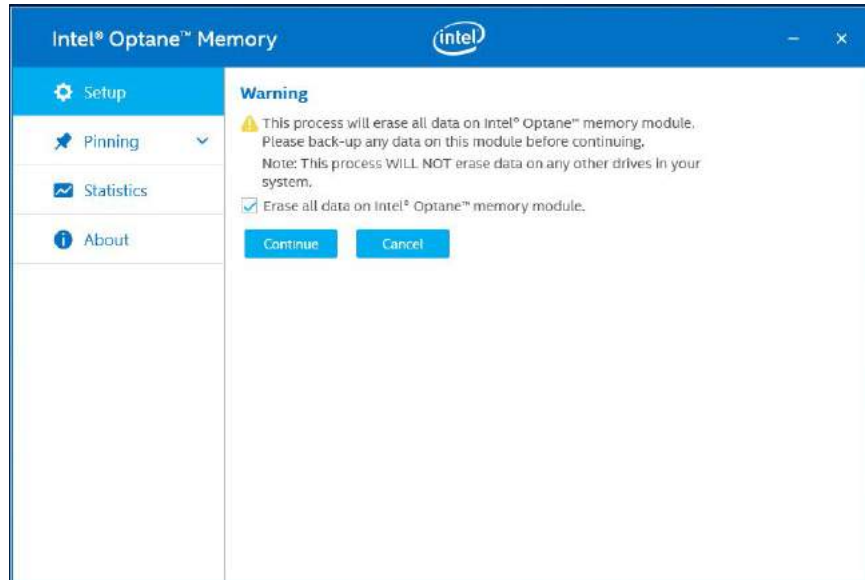 Intel® Optane™ Memory
intel
Setup
Pinning
Statistics
About
Warning
This process will erase all data on Intel® Optane™ memory module.
Please back-up any data on this module before continuing.
Note: This process WILL NOT erase data on any other drives in your
system.
Erase all data on Intel® Optane™ memory module.
Continue
Cancel